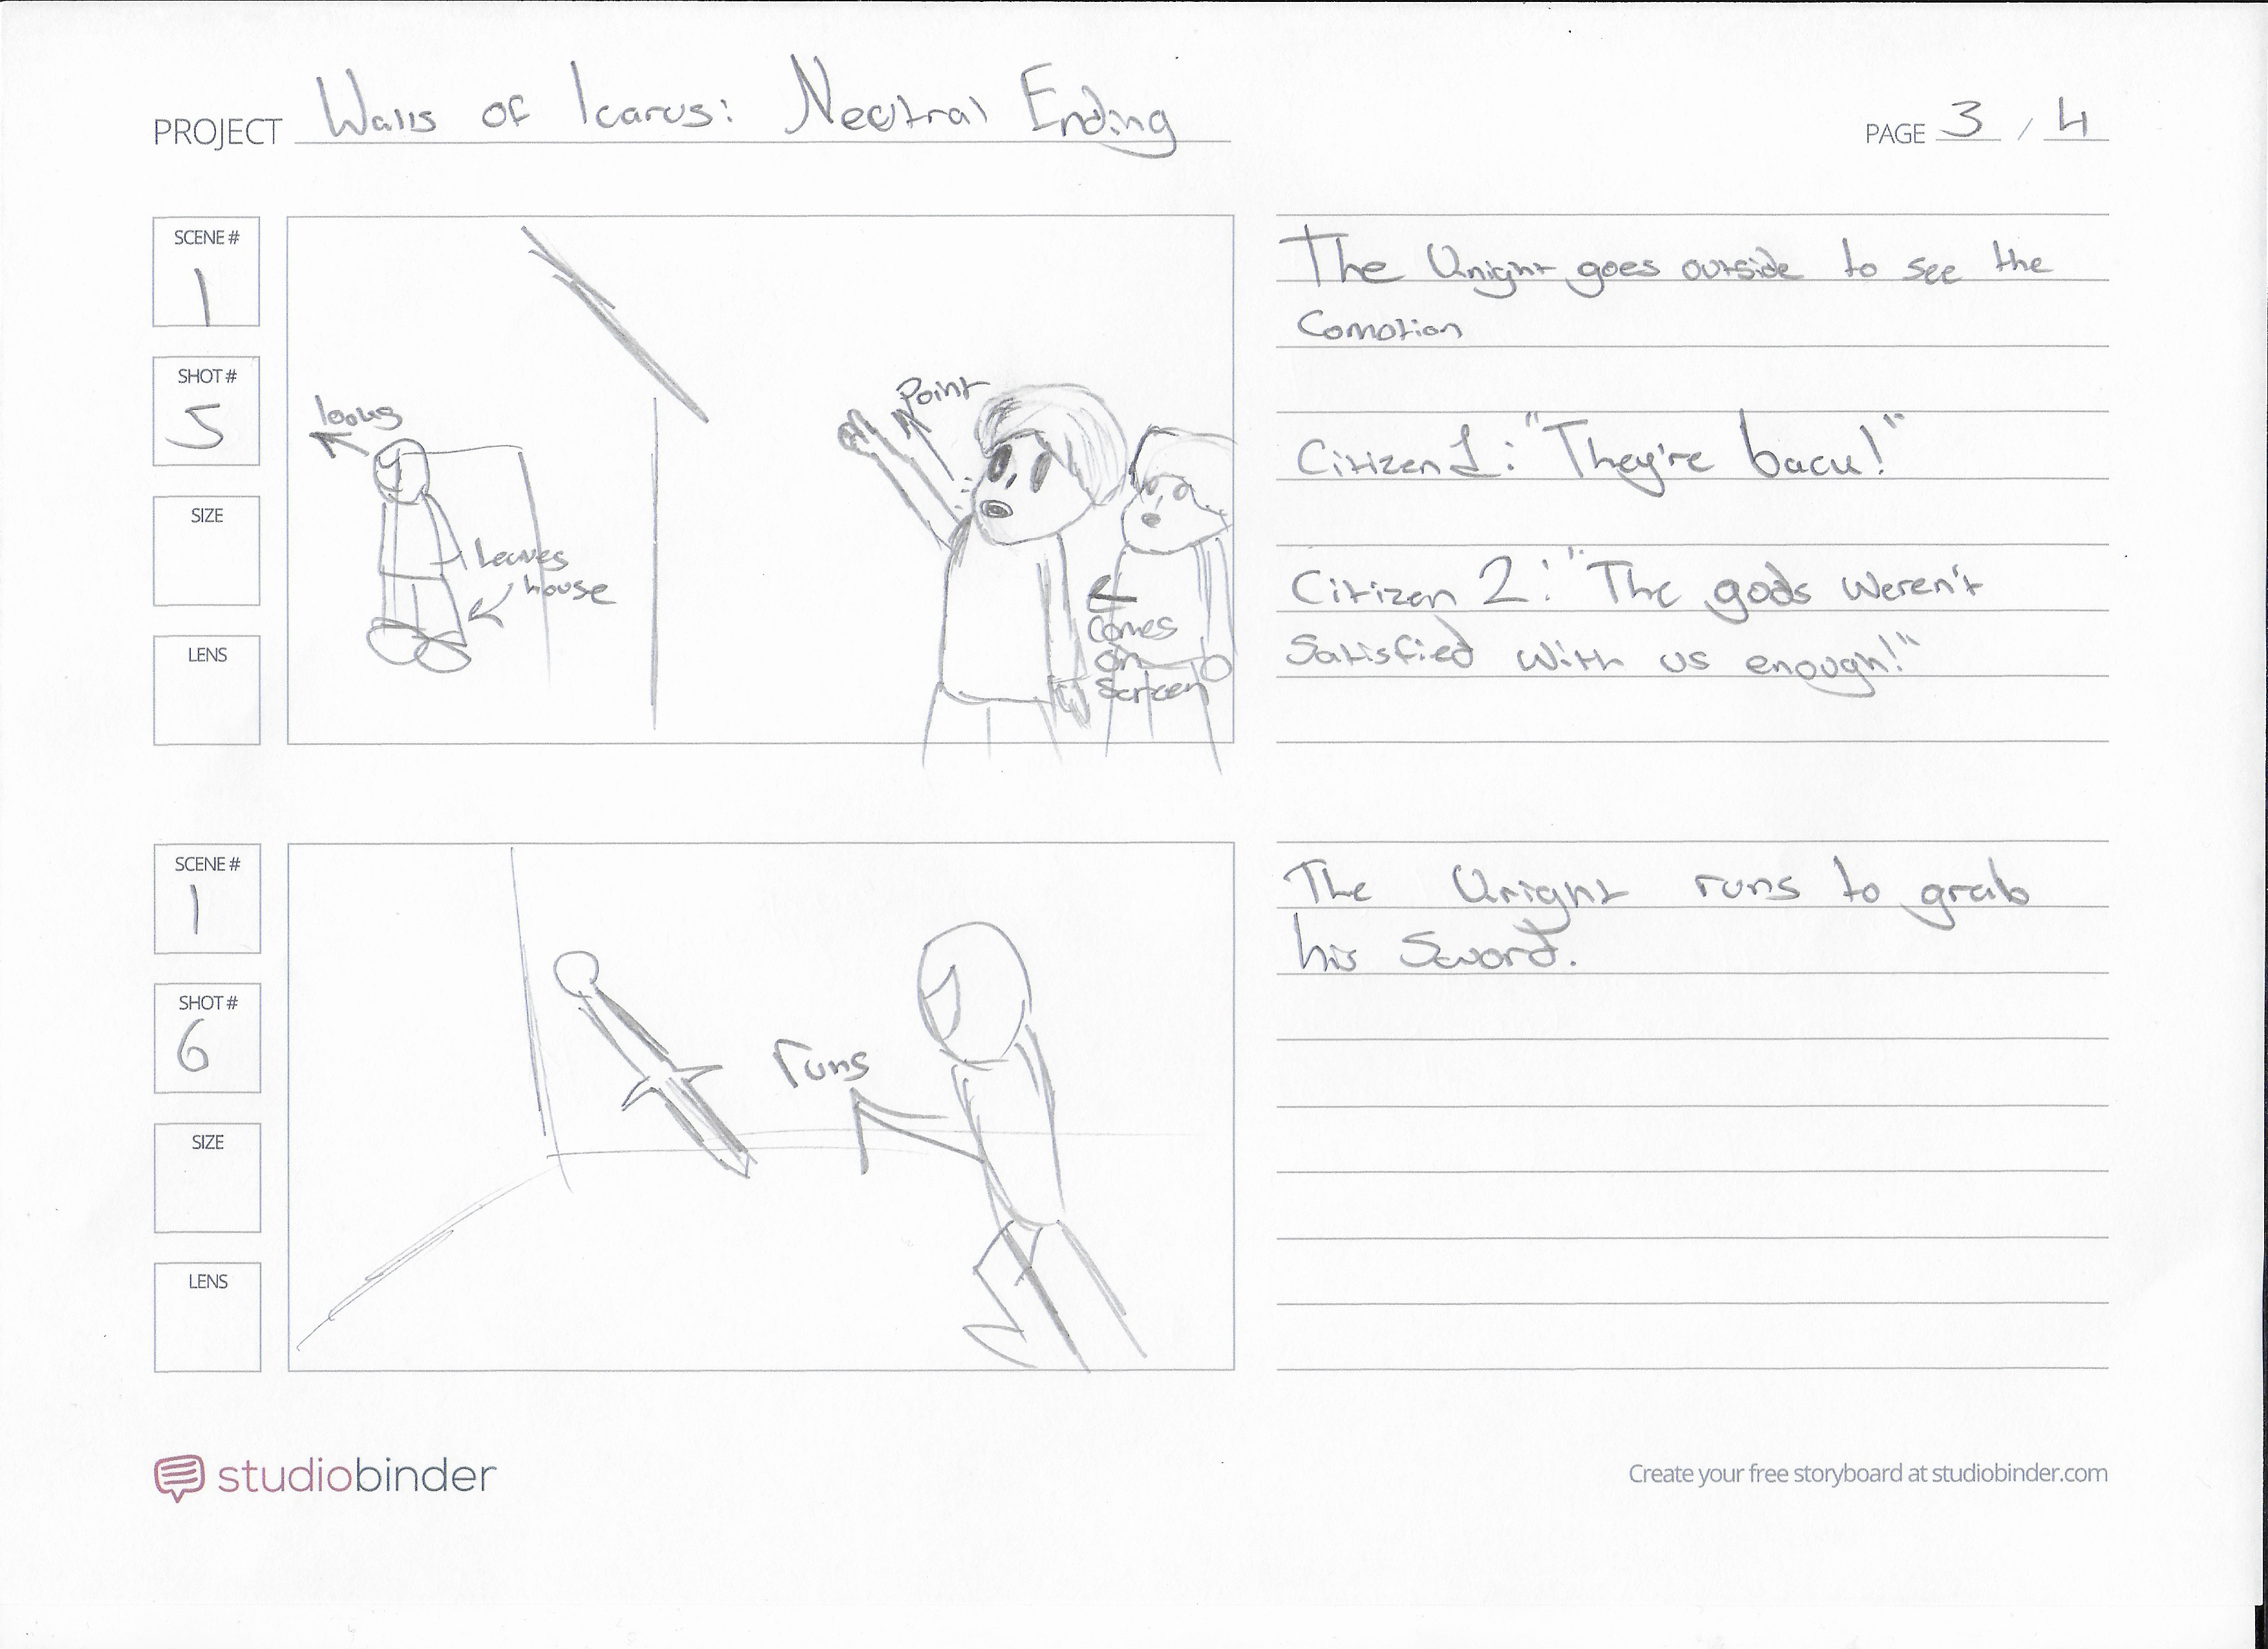 PROJECT Walls of Icarus: Neutral Ending
PAGE 3 / 4
SCENE #
1
SHOT #
5
SIZE
LENS
looks
Leaves
house
Point
Comes
on
screen
The Knight goes outside to see the
Comotion
Citizen 1: "They're back!"
Citizen 2: "The gods weren't
Satisfied with us enough!"
SCENE #
1
SHOT #
6
SIZE
LENS
runs
The Knight runs to grab
his Sword.
studiobinder
Create your free storyboard at studiobinder.com